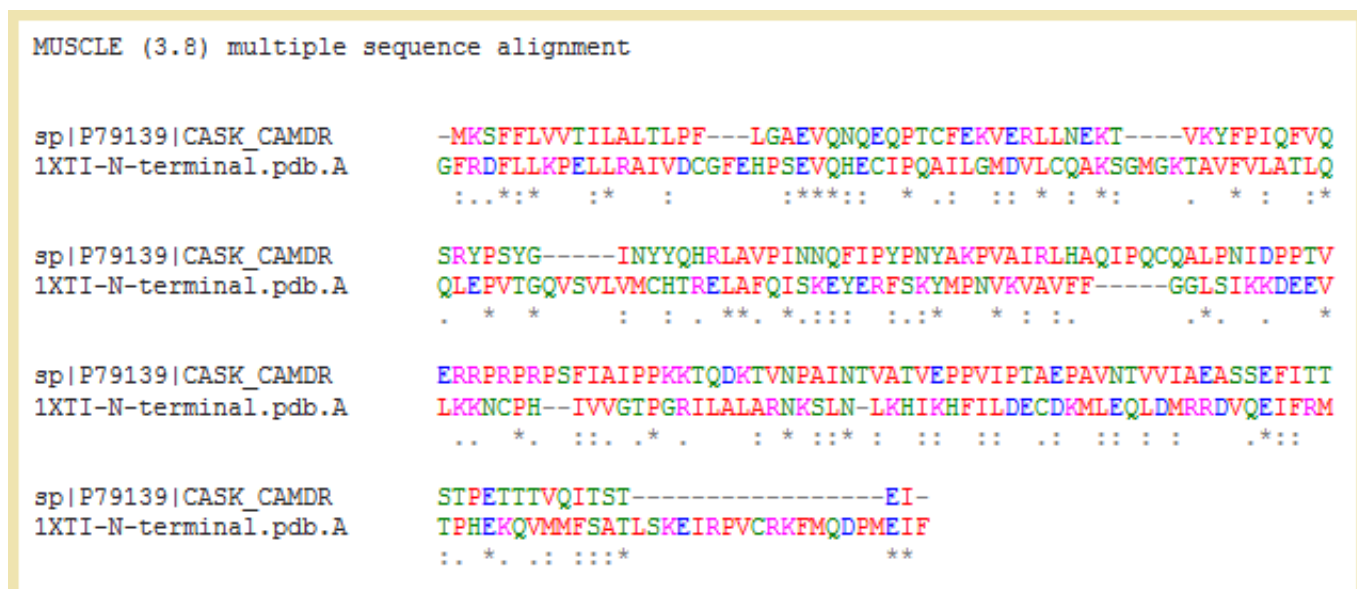 MUSCLE (3.8) multiple sequence alignment
sp|P79139|CASK_CAMDR -MKSFFLVVTILALTLPF---LGAEVQNQEQPTCFEKVERLLNEKT----VKYFPIQFVQ
1XTI-N-terminal.pdb.A GFRDFLLKPELLRAIVDCGFEHPSEVQHECIPQAILGMDVLCQAKSGMGKTAVFVLATLQ
:..*:* :* : :***:: * .: :: * : *: . * : :*
sp|P79139|CASK_CAMDR SRYPSYG-----INYYQHRLAVPINNQFIPYPNYAKPVAIRLHAQIPQCQALPNIDPPTV
1XTI-N-terminal.pdb.A QLEPVTGQVSVLVMCHTRELAFQISKEYERFSKYMPNVKVAVFF-----GGLSIKKDEEV
. * * : : . **. *.::: :.:* * : :. .*. . *
sp|P79139|CASK_CAMDR ERRPRPRPSFIAIPPKKTQDKTVNPAINTVATVEPPVIPTAEPAVNTVVIAEASSEFITT
1XTI-N-terminal.pdb.A LKKNCPH--IVVGTPGRILALARNKSLN-LKHIKHFILDECDKMLEQLDMRRDVQEIFRM
.. *. ::. .* . : * ::* : :: :: .: :: : : .*::
sp|P79139|CASK_CAMDR STPETTTVQITST-----------------EI-
1XTI-N-terminal.pdb.A TPHEKQVMMFSATLSKEIRPVCRKFMQDPMEIF
:. *. .: :::* **